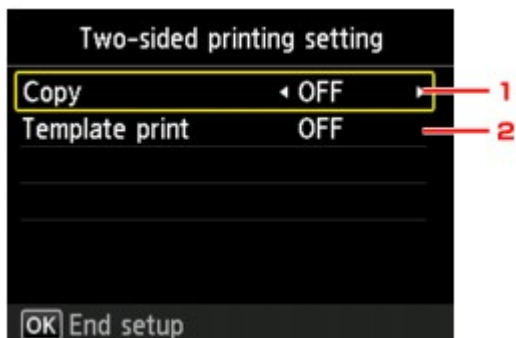 Two-sided printing setting
Copy OFF 1
Template print OFF 2
OK End setup